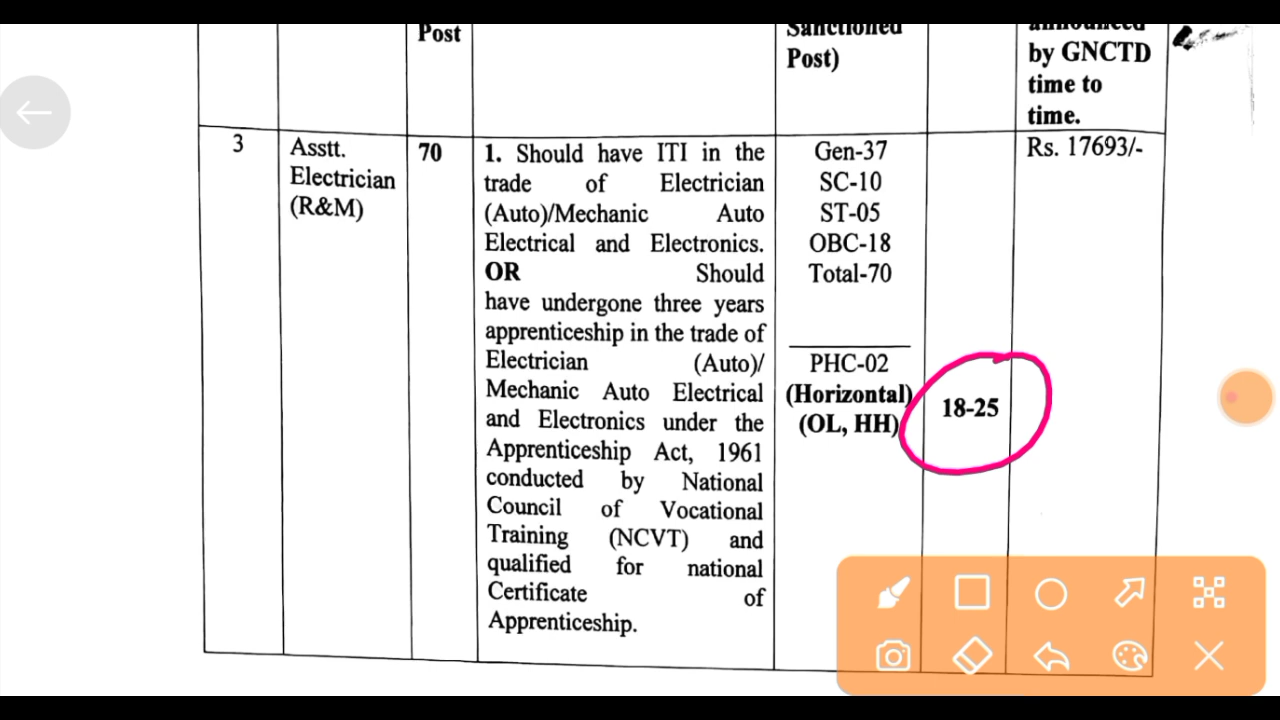 Post
Sanctioned
Post)
announced
by GNCTD
time to
time.
3
Asstt.
Electrician
(R&M)
70
1. Should have ITI in the
trade of Electrician
(Auto)/Mechanic Auto
Electrical and Electronics.
OR Should
have undergone three years
apprenticeship in the trade of
Electrician (Auto)/
Mechanic Auto Electrical
and Electronics under the
Apprenticeship Act, 1961
conducted by National
Council of Vocational
Training (NCVT) and
qualified for national
Certificate of
Apprenticeship.
Gen-37
SC-10
ST-05
OBC-18
Total-70
PHC-02
(Horizontal)
(OL, HH)
18-25
Rs. 17693/-